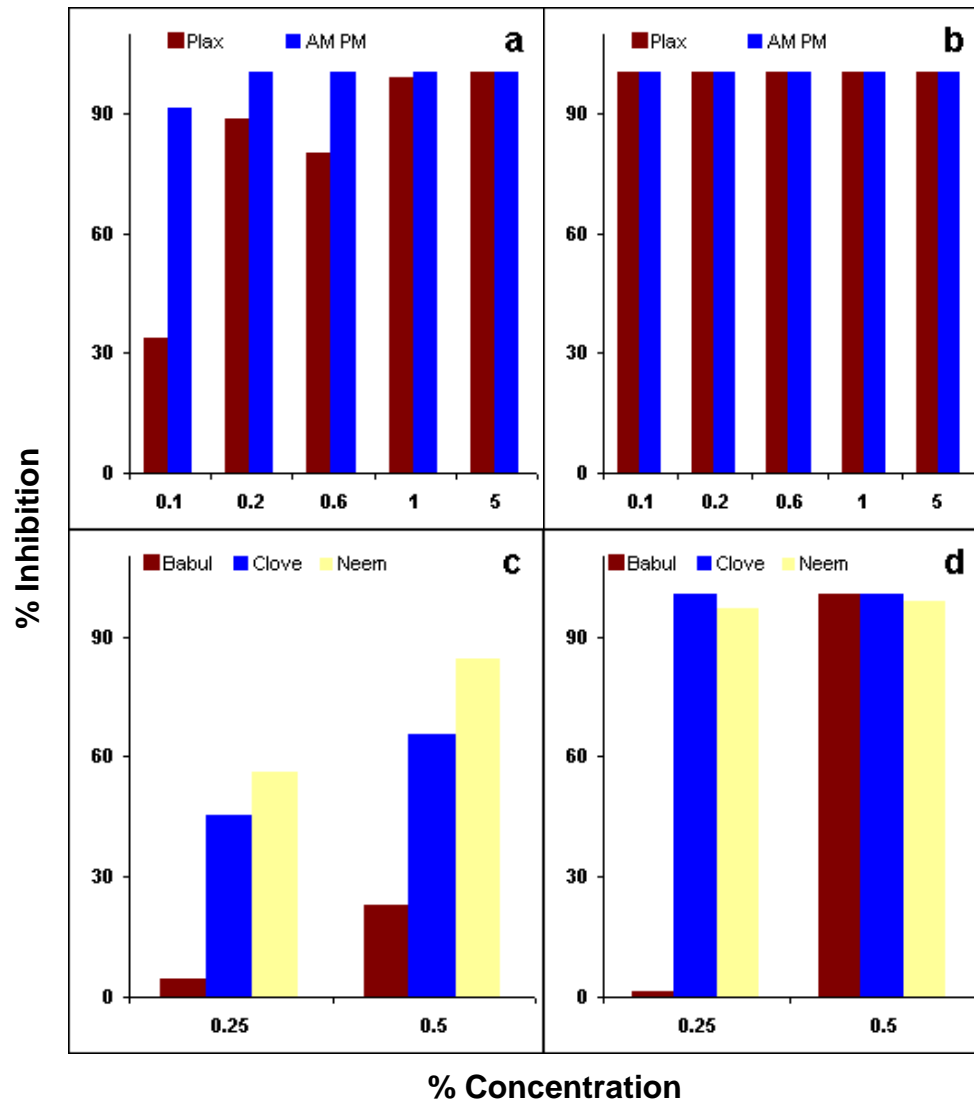 Plax AM PM a
90
60
30
0
0.1 0.2 0.6 1 5
Plax AM PM b
90
60
30
0
0.1 0.2 0.6 1 5
% Inhibition
Babul Clove Neem c
90
60
30
0
0.25 0.5
Babul Clove Neem d
90
60
30
0
0.25 0.5
% Concentration